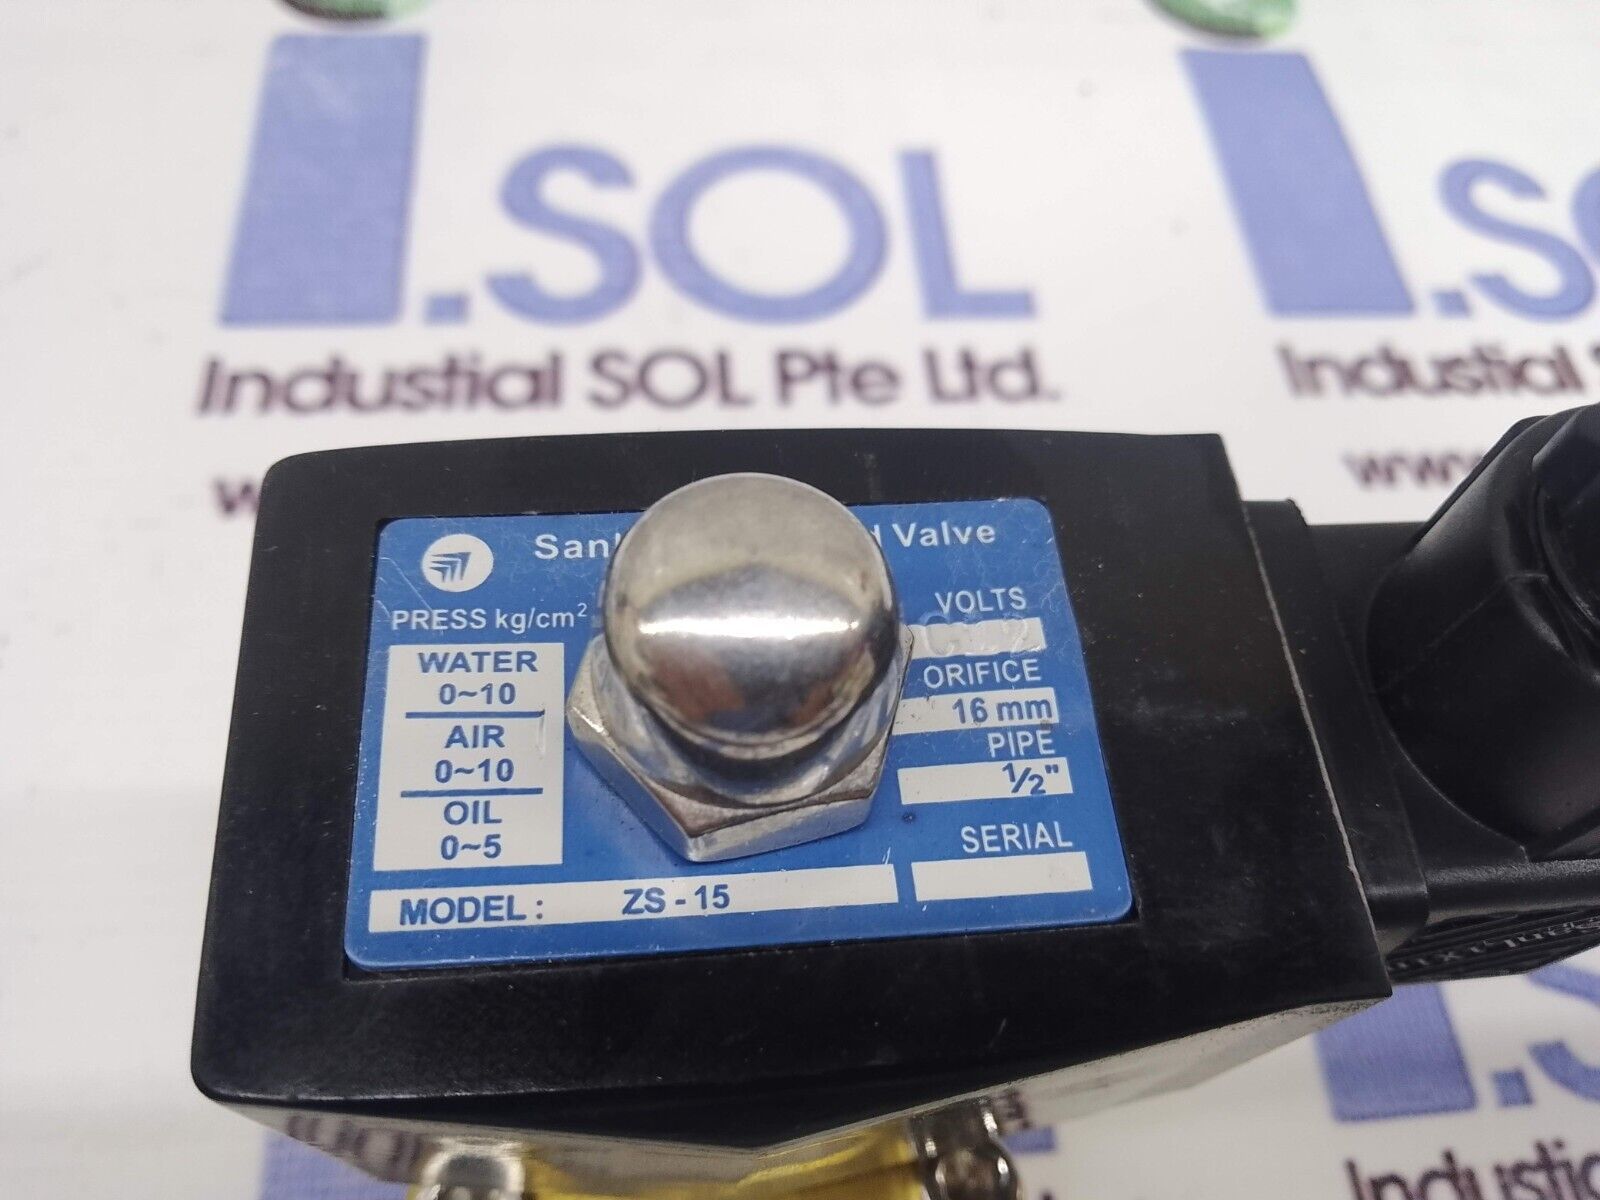 I.SOL
Industial SOL Pte Ltd.
I.S
Industial S
www.
Valve
PRESS kg/cm²
WATER
0~10
AIR
0~10
OIL
0~5
VOLTS
ORIFICE
16 mm
PIPE
½"
SERIAL
MODEL: ZS-15